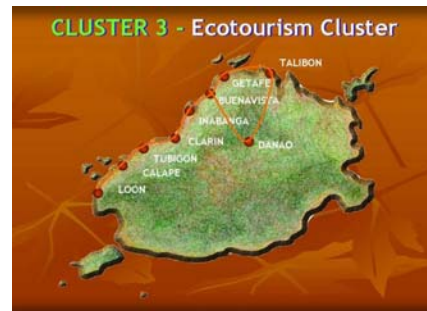 CLUSTER 3 - Ecotourism Cluster
TALIBON
GETAFE
BUENAVISTA
INABANGA
CLARIN
DANAO
TUBIGON
CALAPE
LOON